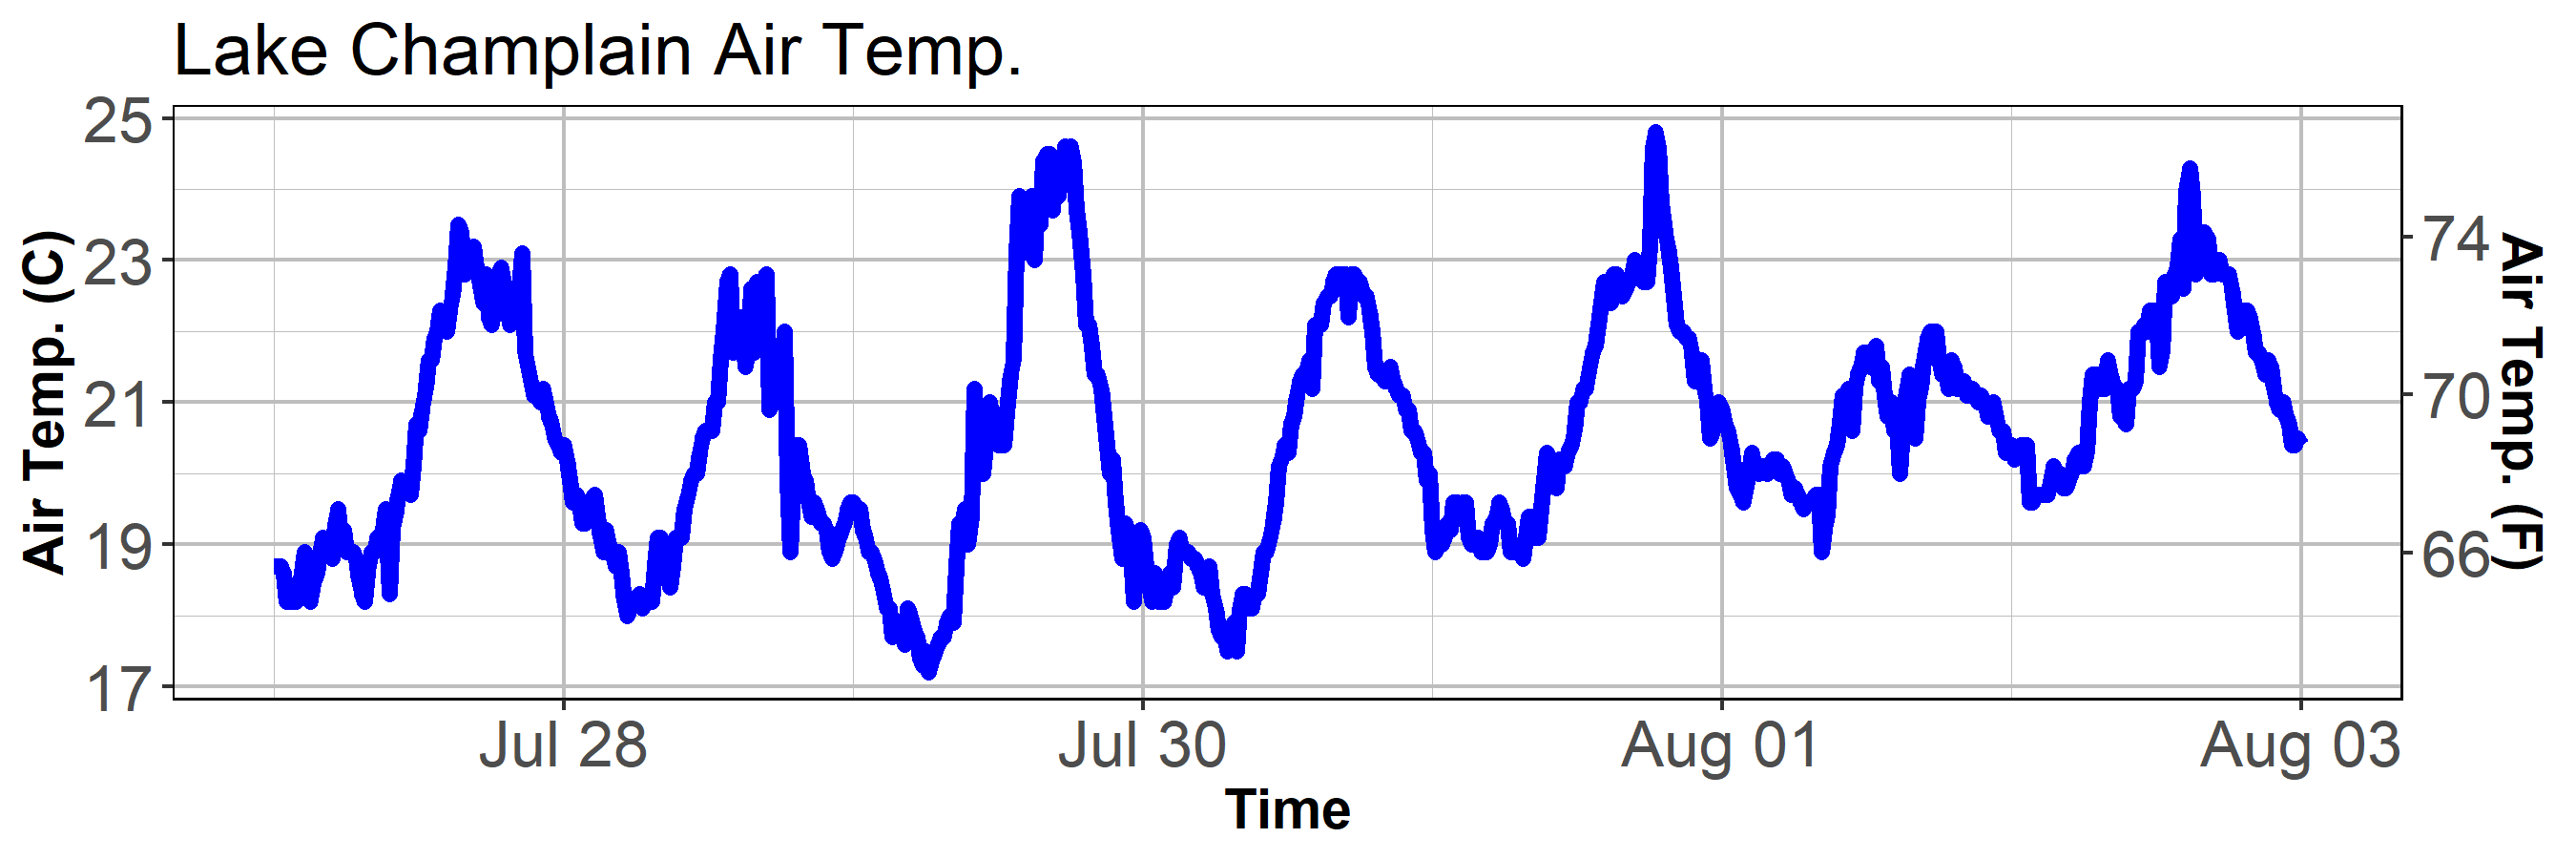 Lake Champlain Air Temp.
Air Temp. (C)
25
23
21
19
17
74
70
66
Air Temp. (F)
Jul 28
Jul 30
Aug 01
Aug 03
Time